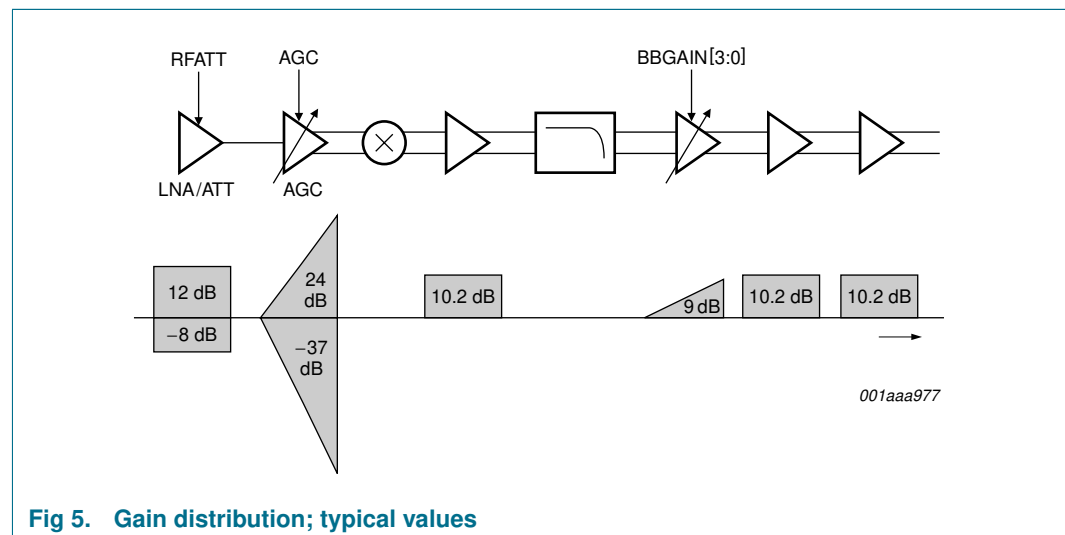 RFATT
AGC
BBGAIN[3:0]
LNA/ATT
AGC
12 dB
−8 dB
24
dB
−37
dB
10.2 dB
9 dB
10.2 dB
10.2 dB
001aaa977
Fig 5. Gain distribution; typical values